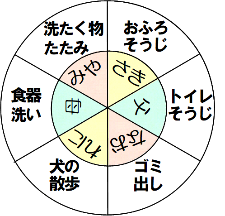 洗たく物
たたみ
おふろ
そうじ
トイレ
そうじ
ゴミ
出し
犬の
散歩
食器
洗い
みや
さき
父
なお
れに
母